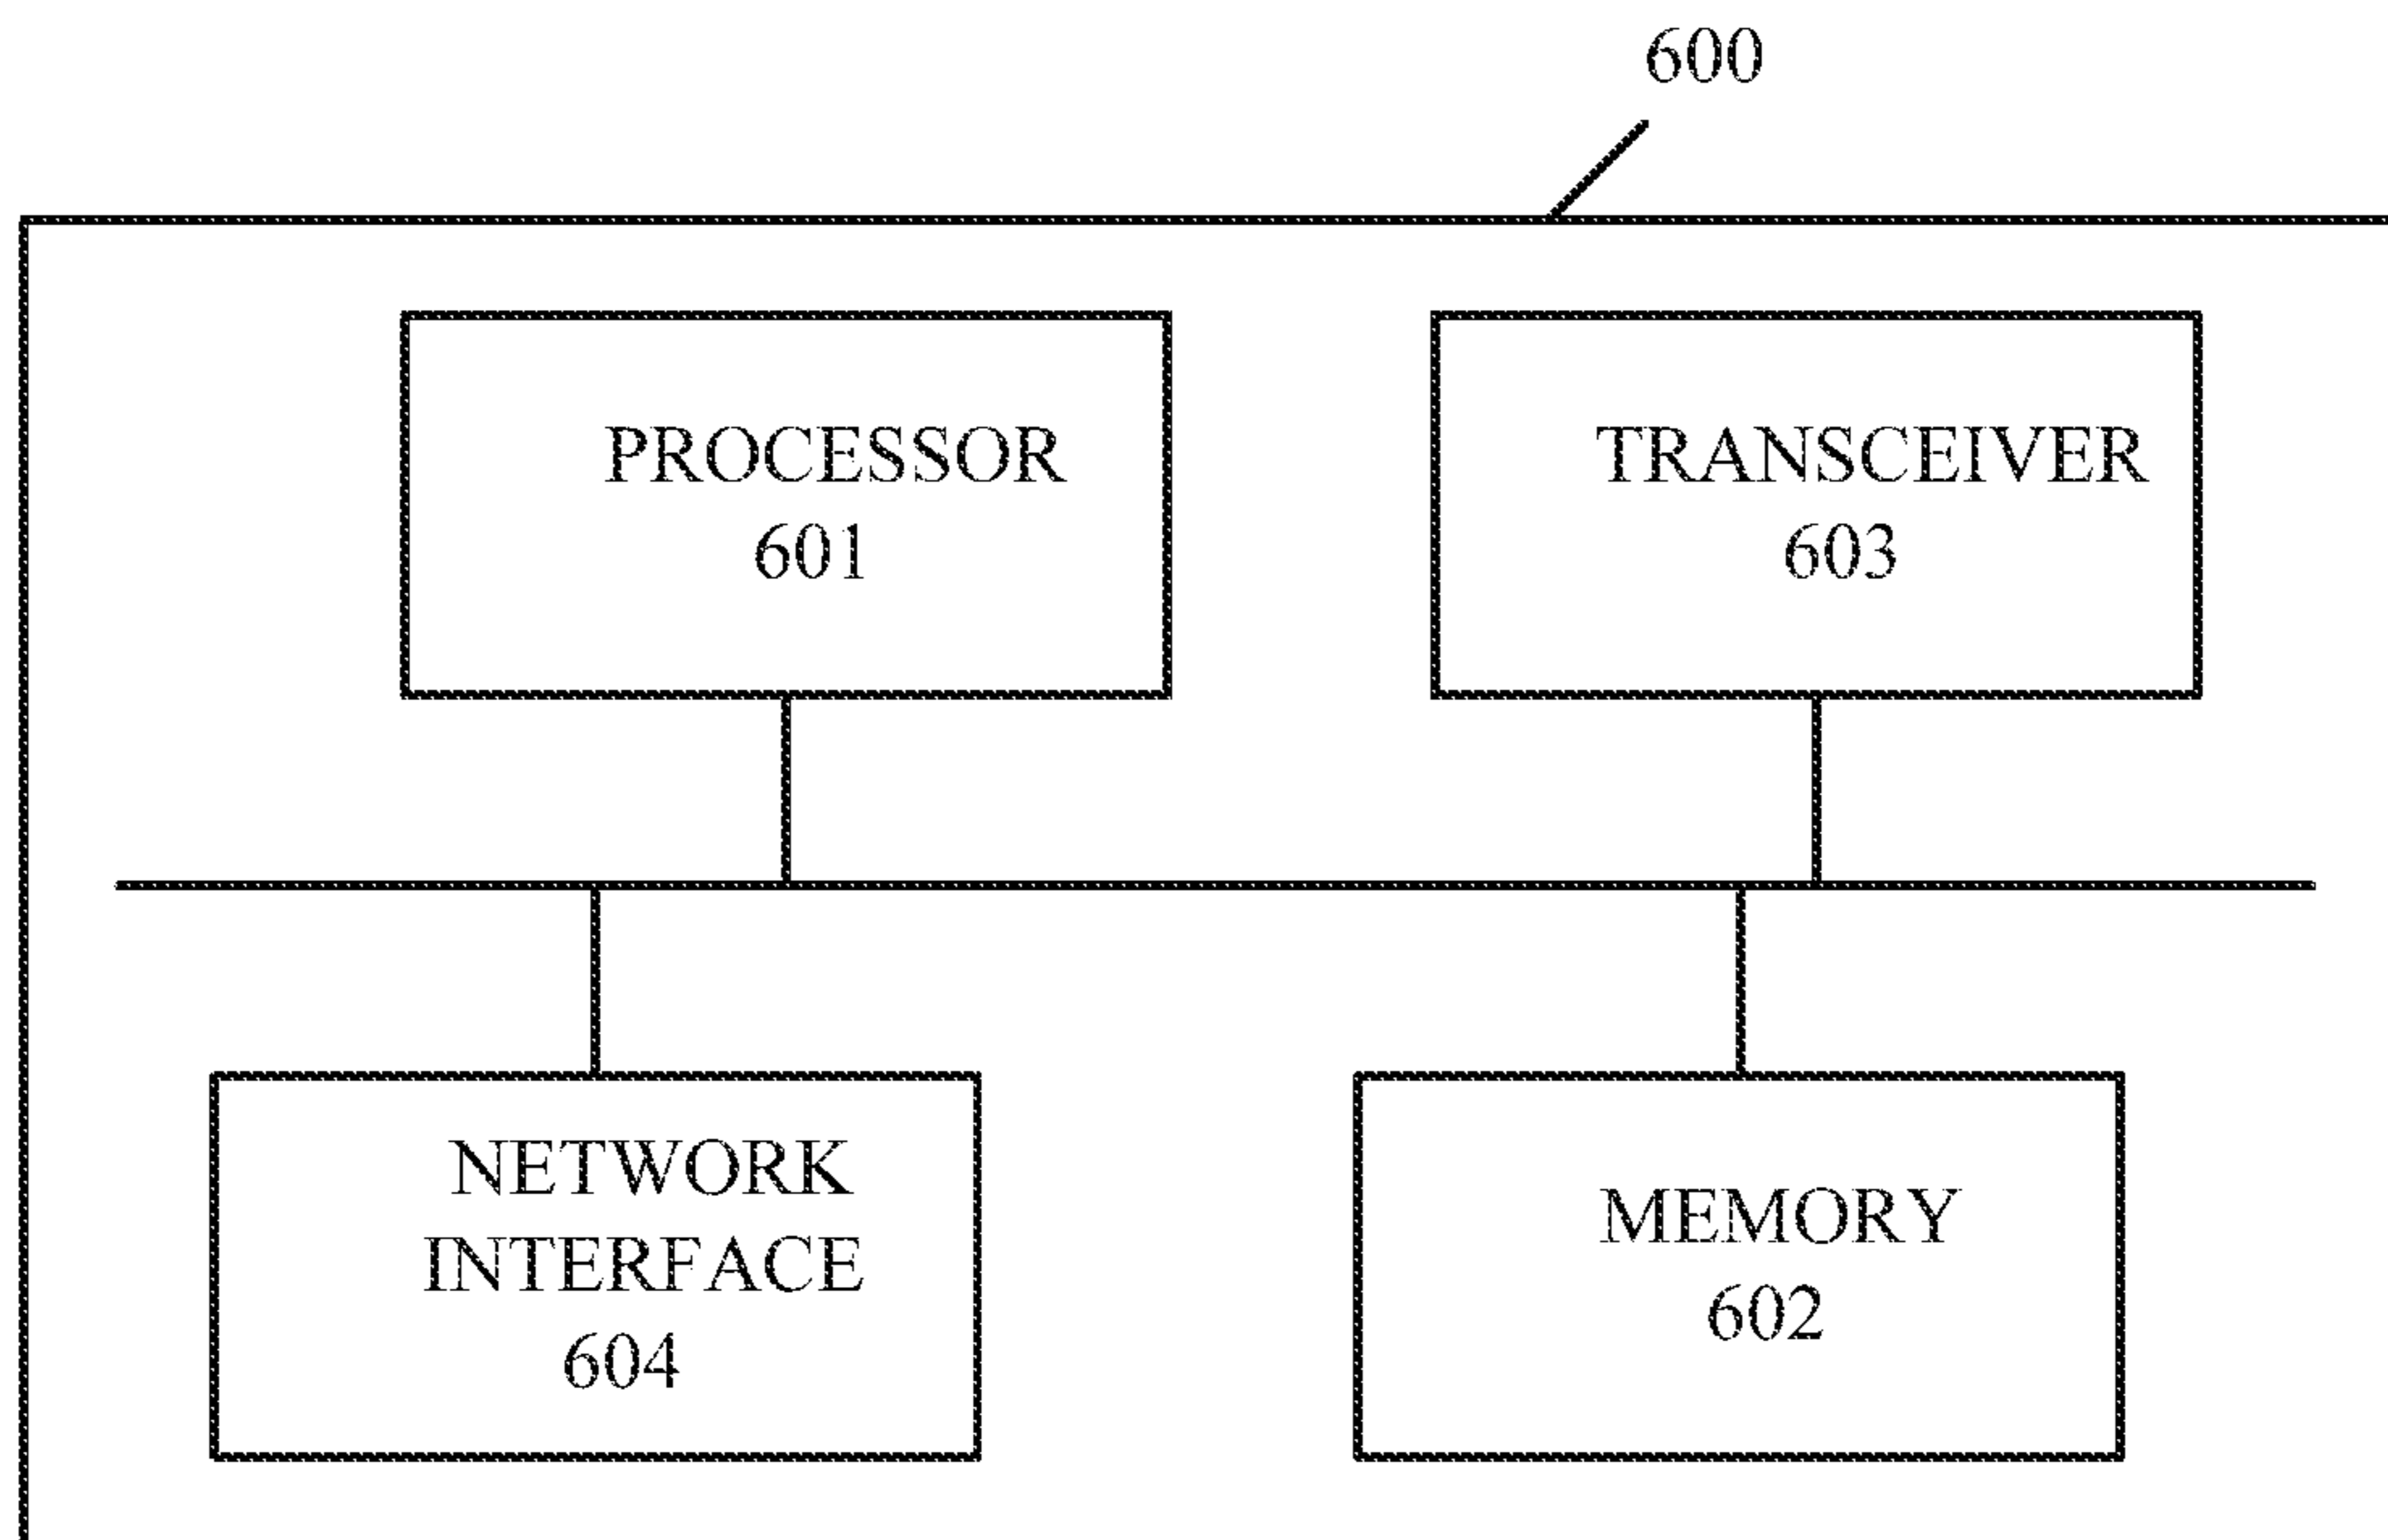 600
PROCESSOR
601
TRANSCEIVER
603
NETWORK
INTERFACE
604
MEMORY
602